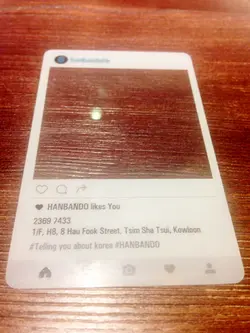 HANBANDO likes You
2369 7433
1/F, H8, 8 Hau Fook Street, Tsim Sha Tsui, Kowloon.
#Telling you about korea #HANBANDO